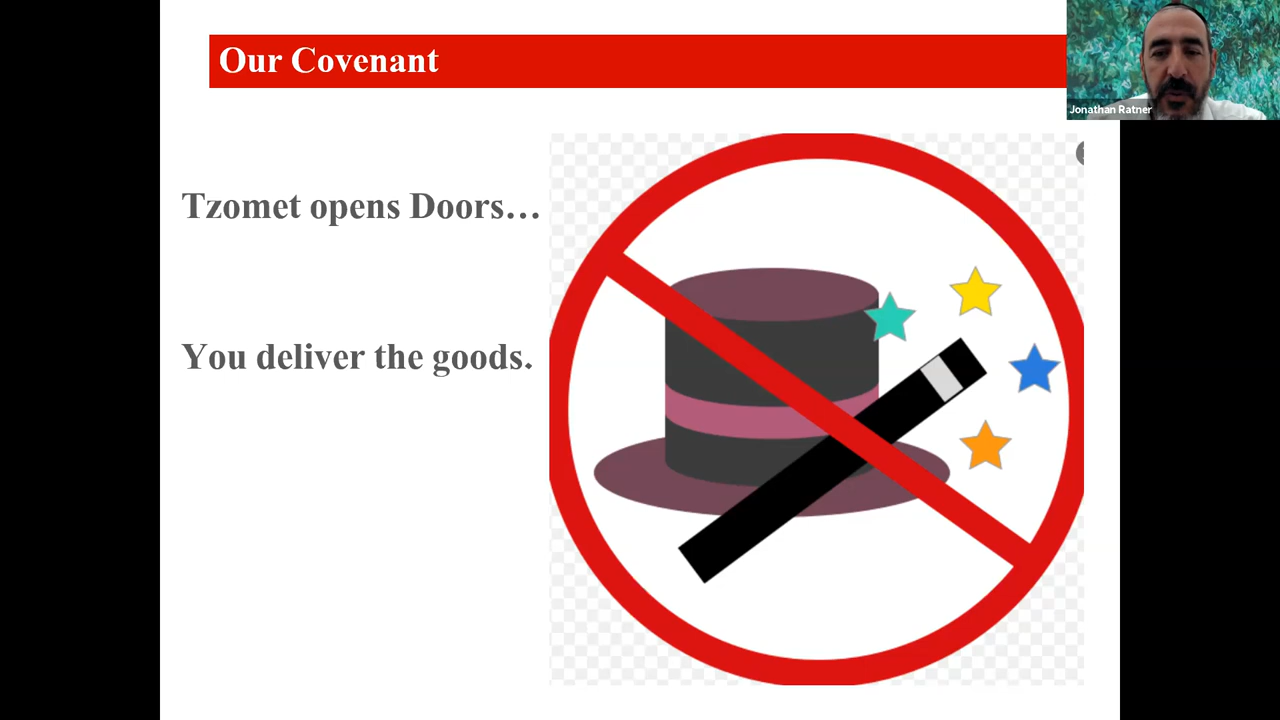 Our Covenant
Jonathan Ratner
Tzomet opens Doors…
You deliver the goods.